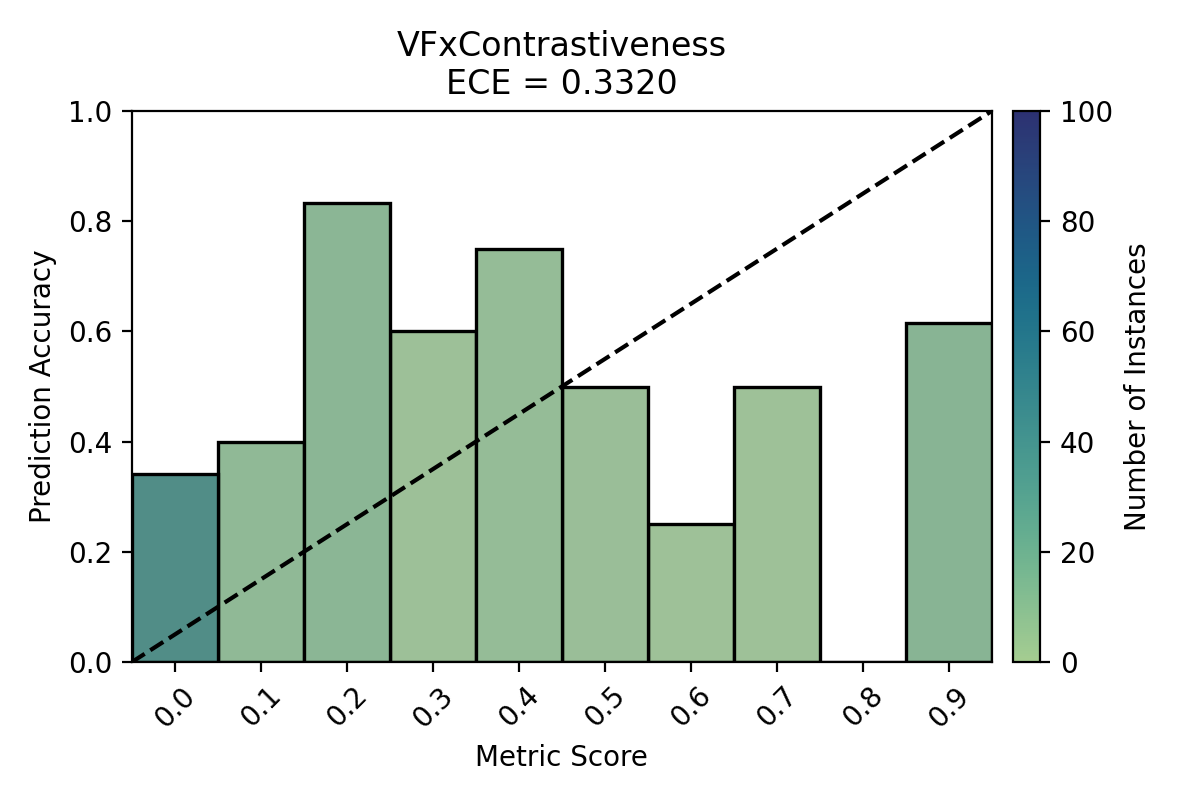 VFxContrastiveness
ECE = 0.3320
1.0
0.8
0.6
0.4
0.2
0.0
Prediction Accuracy
0.0 0.1 0.2 0.3 0.4 0.5 0.6 0.7 0.8 0.9
Metric Score
100
80
60
40
20
0
Number of Instances